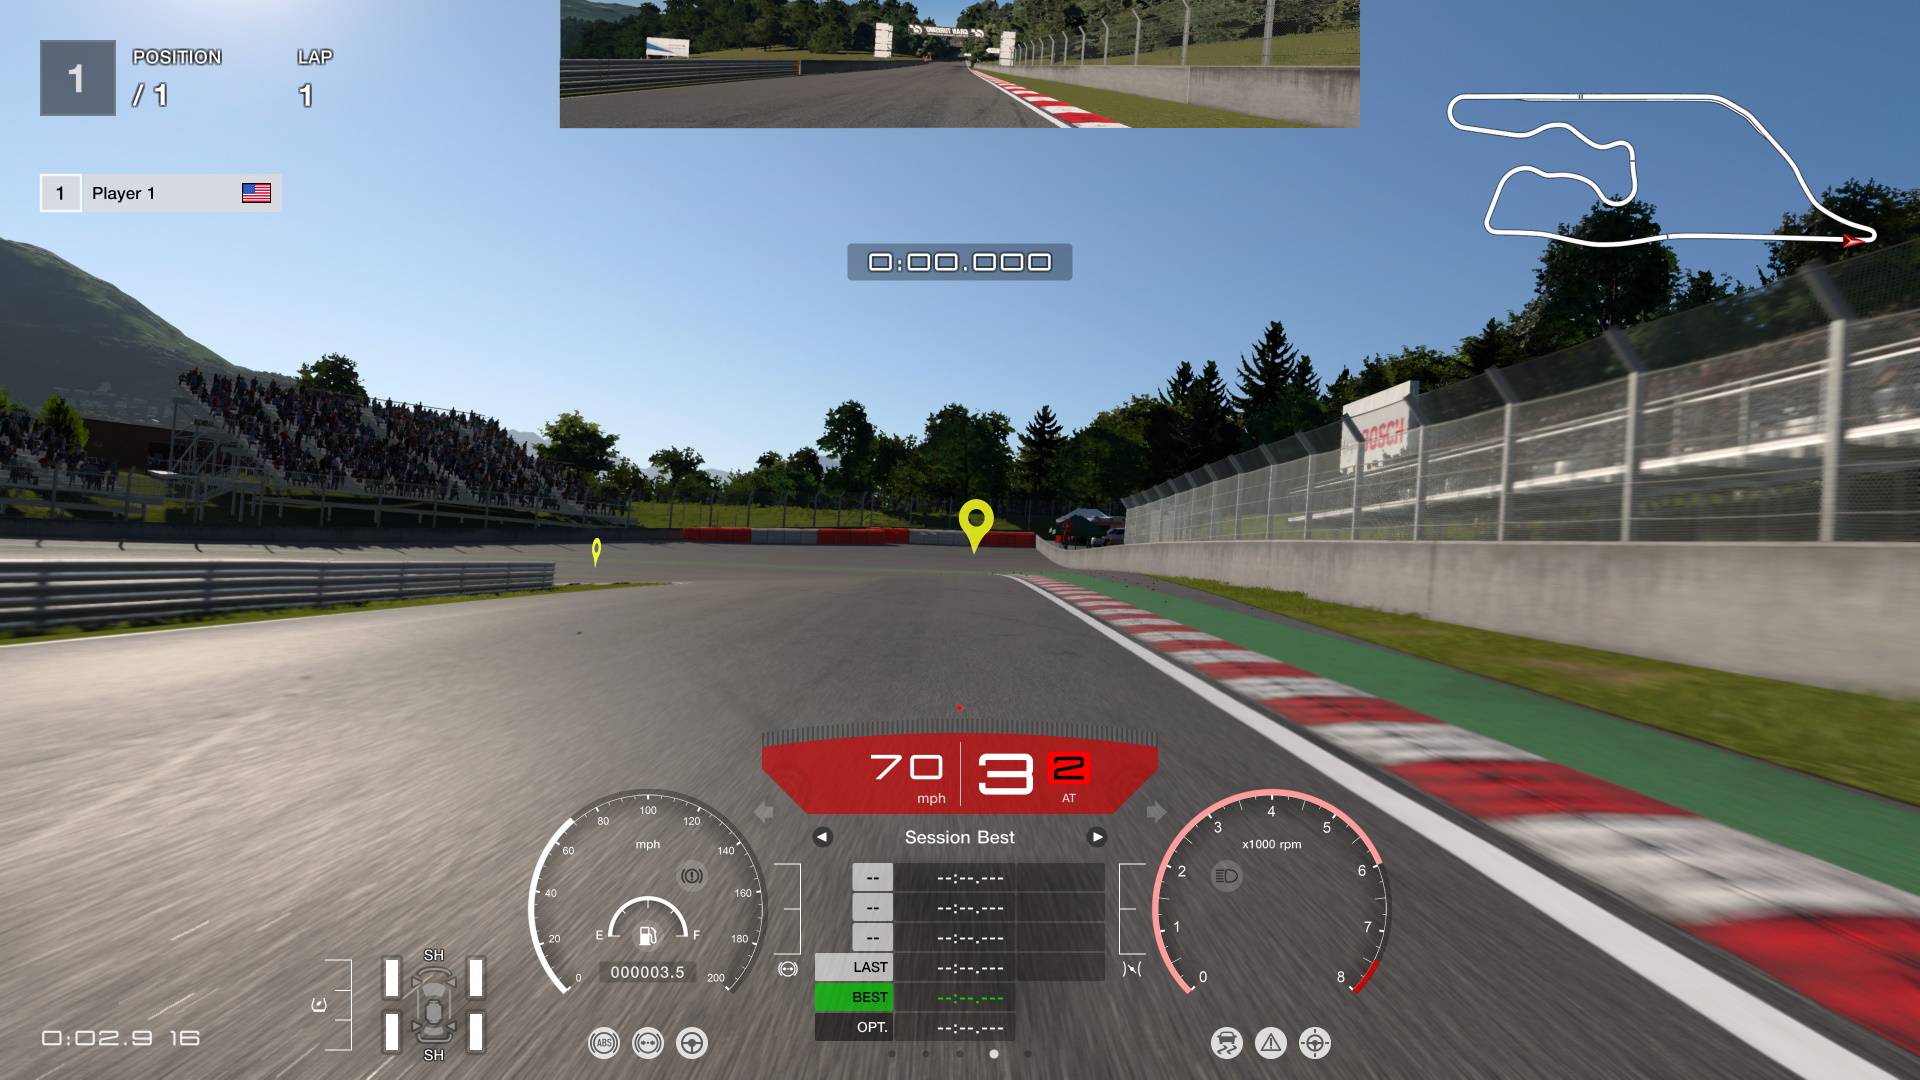 1
POSITION
/ 1
LAP
1
1 Player 1
0:00.000
BOSCH
70
mph
3
2
AT
Session Best
-- --:--.---
-- --:--.---
-- --:--.---
LAST --:--.---
BEST --:--.---
OPT. --:--.---
0
20
40
60
80
100
120
140
160
180
200
mph
E F
000003.5
0
1
2
3
4
5
6
7
8
x1000 rpm
SH
SH
ABS
0:02.9 16